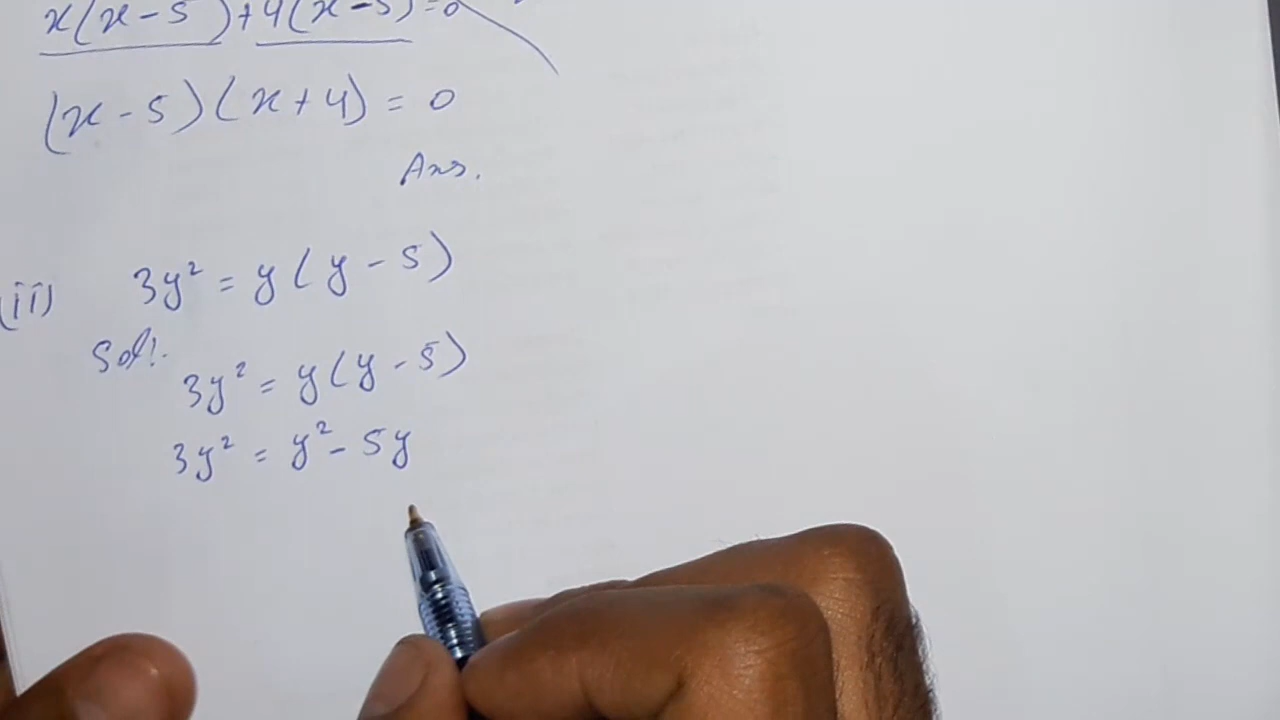 x(x-5)+4(x-5)=0
(x-5)(x+4)=0
Ans.
(ii) 3y²=y(y-5)
Sol!.
3y²=y(y-5)
3y²=y²-5y